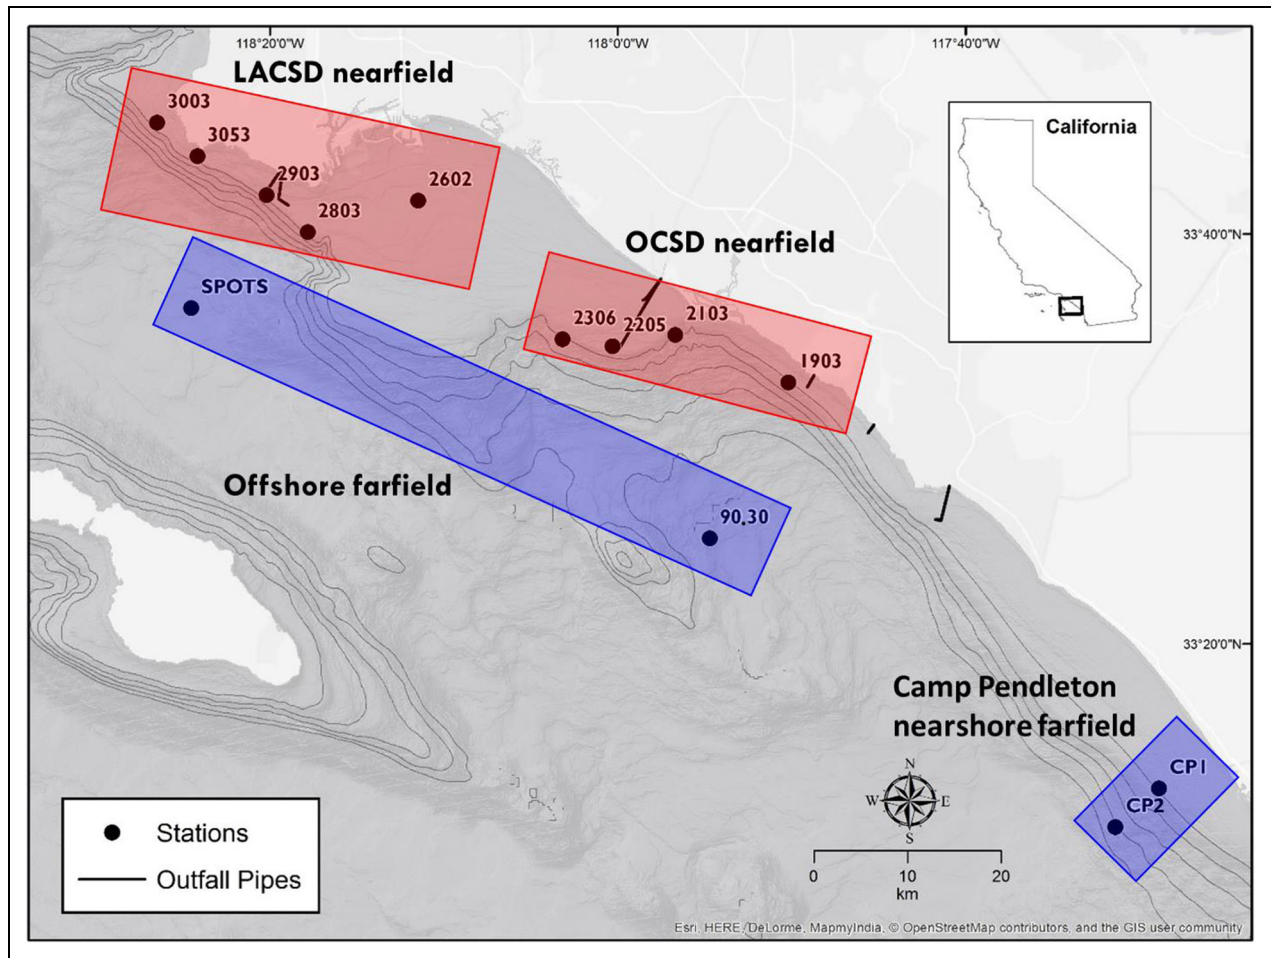 118°20'0"W
118°0'0"W
117°40'0"W
LACSD nearfield
3003
3053
2903
2602
2803
California
OCSD nearfield
33°40'0"N
SPOTS
2306
2205
2103
1903
Offshore farfield
90.30
33°20'0"N
Camp Pendleton
nearshore farfield
N
W
E
S
CP1
CP2
Stations
Outfall Pipes
0
10
20
km
Esri, HERE, DeLorme, MapmyIndia, © OpenStreetMap contributors, and the GIS user community